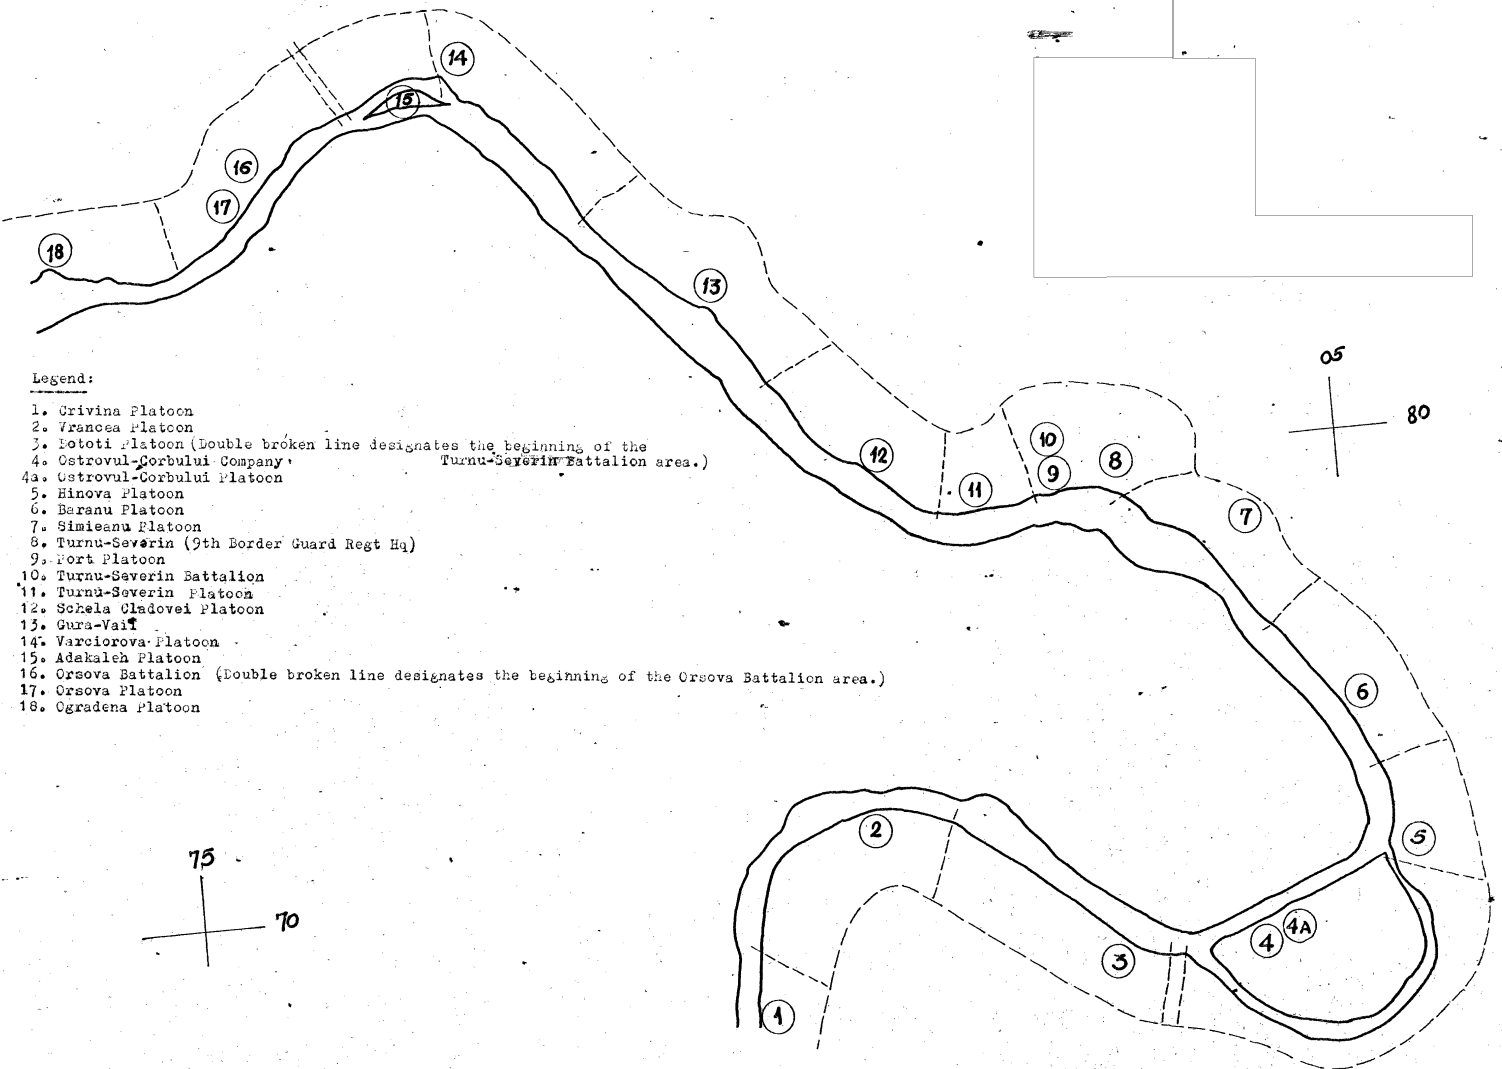 14
15
16
17
18
13
05
80
Legend:
1. Crivina Platoon
2. Vrancea Platoon
3. Bototi Platoon (Double broken line designates the beginning of the
4. Ostrovul-Corbului Company. Turnu-Severin Battalion area.)
4a. Ostrovul-Corbului Platoon
5. Hinova Platoon
6. Baranu Platoon
7. Simieanu Platoon
8. Turnu-Severin (9th Border Guard Regt Hq)
9. Port Platoon
10. Turnu-Severin Battalion
11. Turnu-Severin Platoon
12. Schela Cladovei Platoon
13. Gura-Vaii
14. Varciorova Platoon
15. Adakaleh Platoon
16. Orsova Battalion (Double broken line designates the beginning of the Orsova Battalion area.)
17. Orsova Platoon
18. Ogradena Platoon
10
9
8
12
11
7
6
5
2
75
70
4
4A
3
1